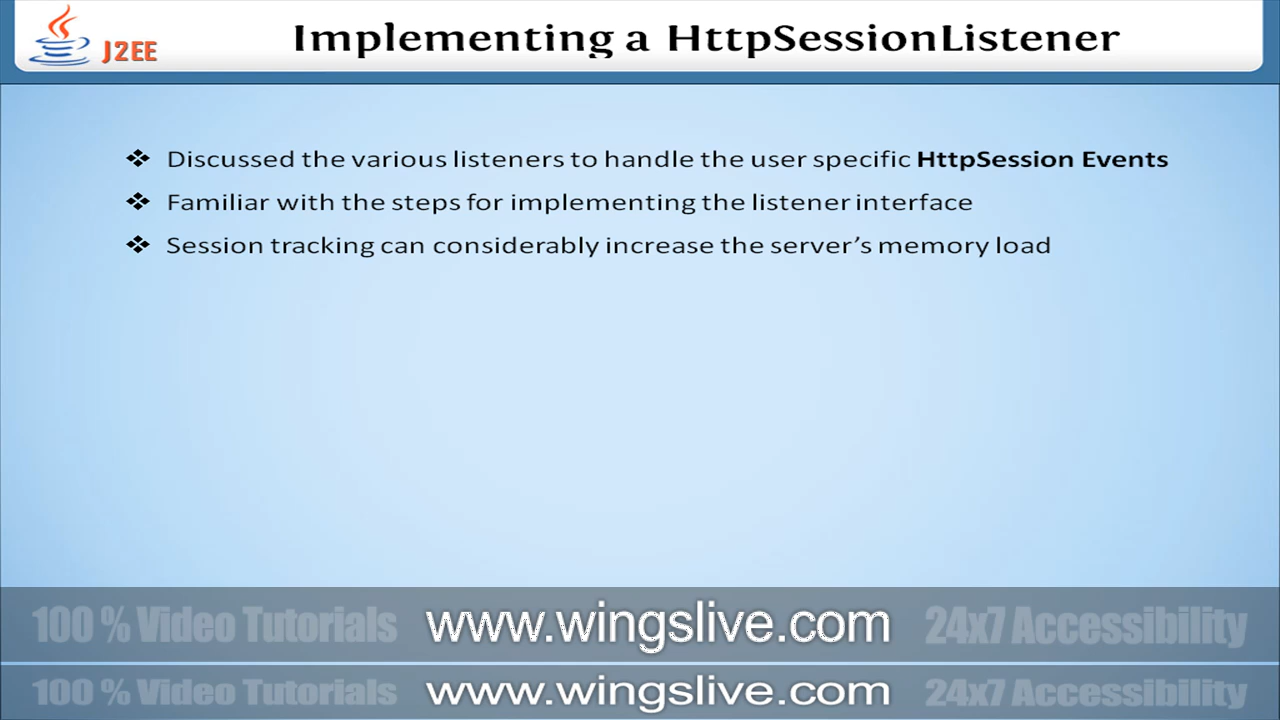 J2EE
Implementing a HttpSessionListener
Discussed the various listeners to handle the user specific HttpSession Events
Familiar with the steps for implementing the listener interface
Session tracking can considerably increase the server’s memory load
100 % Video Tutorials www.wingslive.com 24x7 Accessibility
100 % Video Tutorials www.wingslive.com 24x7 Accessibility